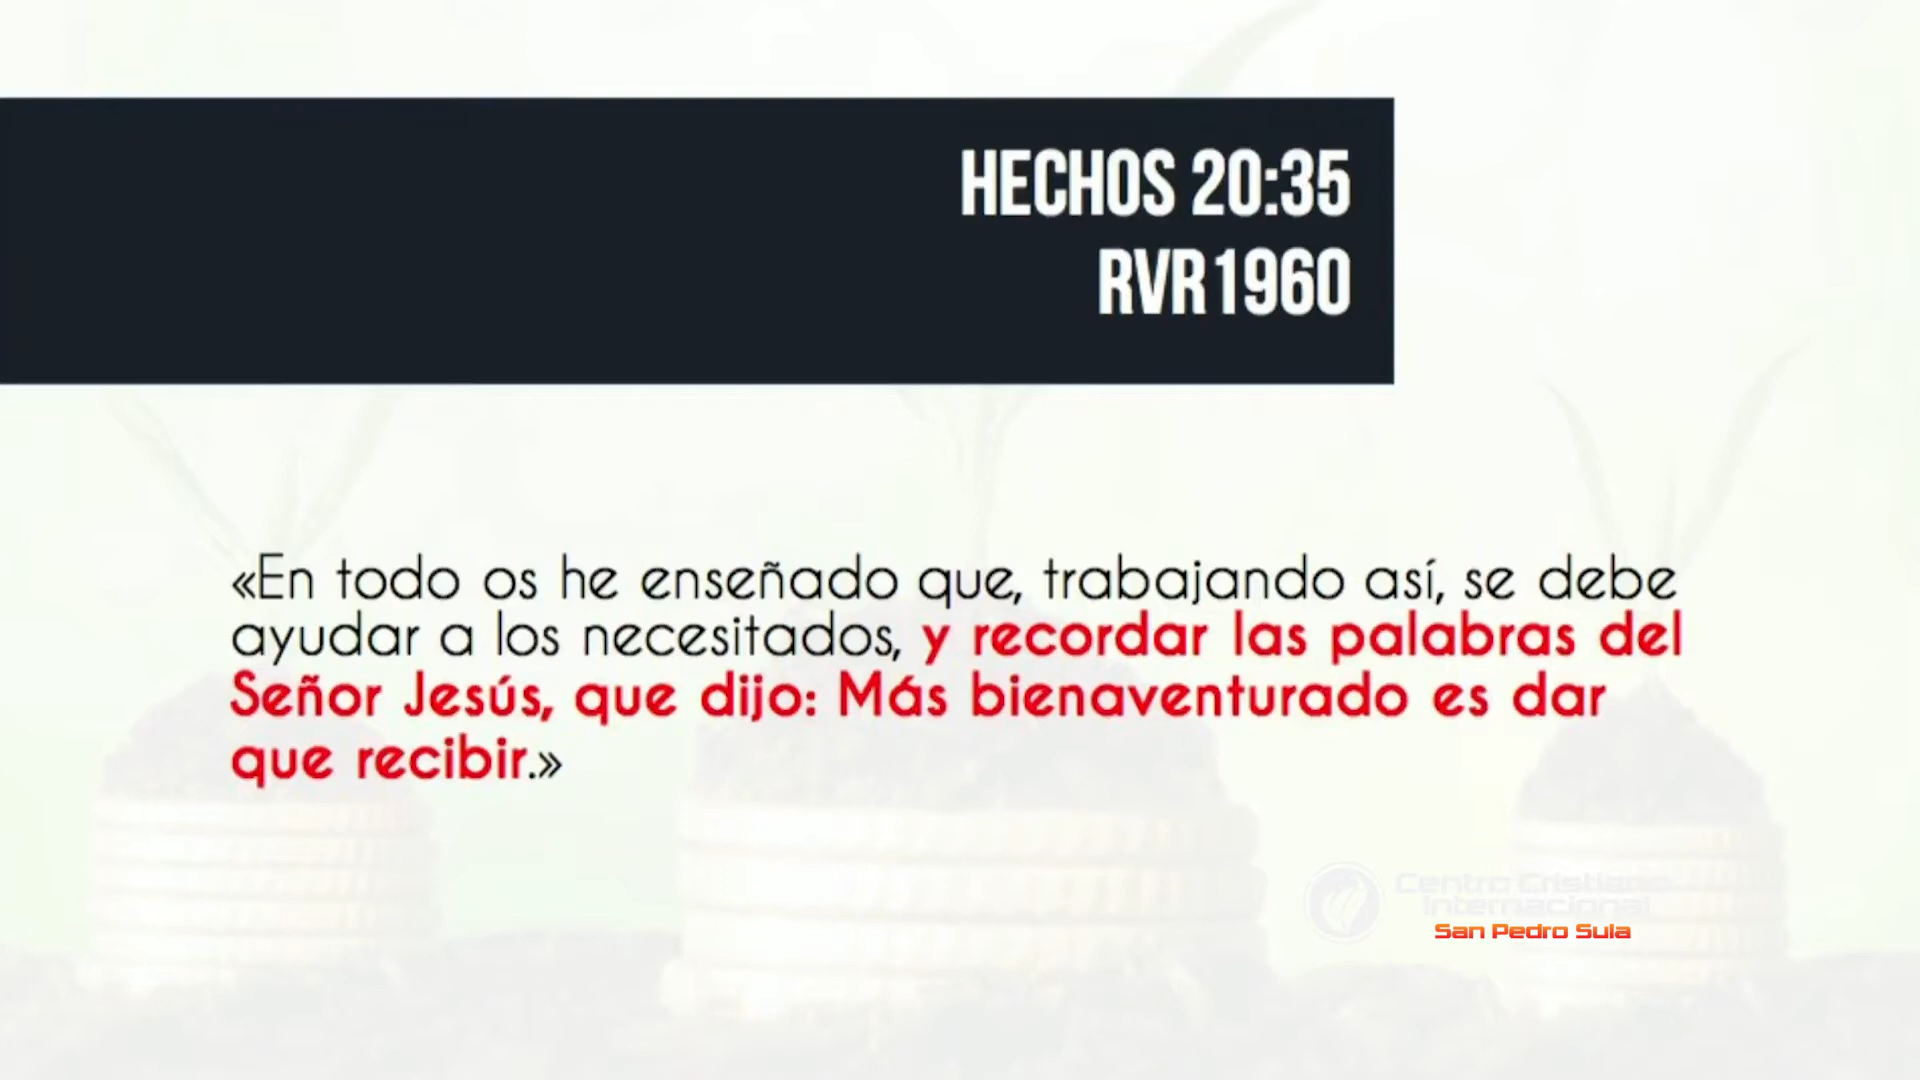 HECHOS 20:35
RVR1960
«En todo os he enseñado que, trabajando así, se debe
ayudar a los necesitados, y recordar las palabras del
Señor Jesús, que dijo: Más bienaventurado es dar
que recibir.»
Centro Cristiano
Internacional
San Pedro Sula